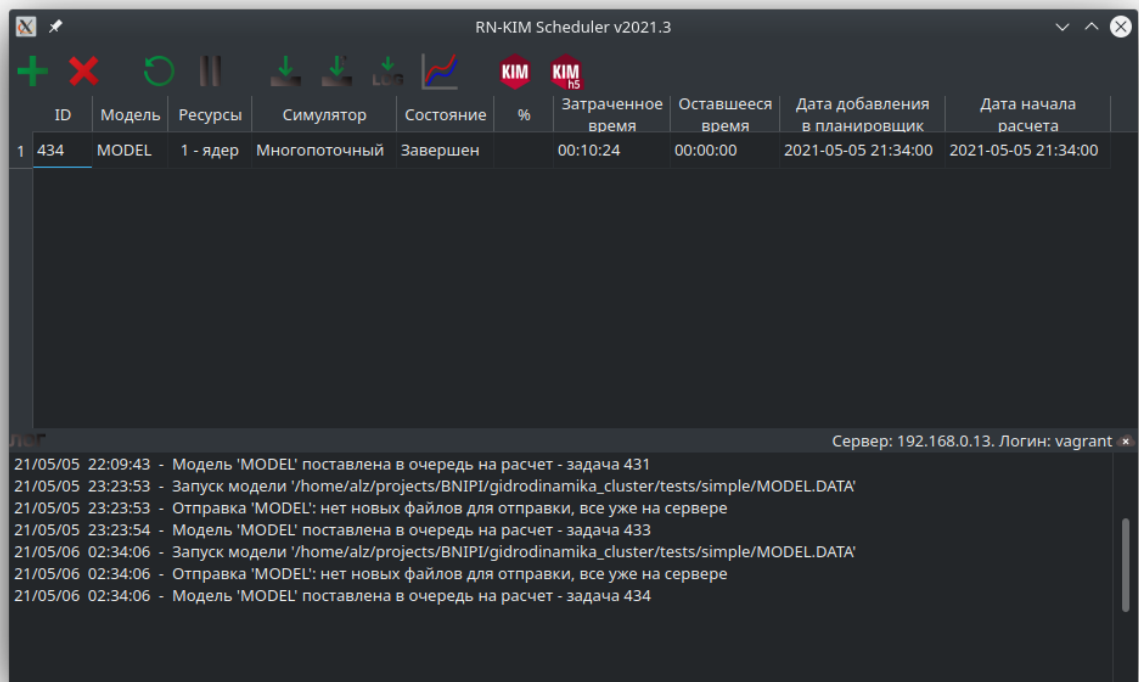 RN-KIM Scheduler v2021.3
LOG
KIM
KIM
h5
ID Модель Ресурсы Симулятор Состояние % Затраченное время Оставшееся время Дата добавления в планировщик Дата начала расчета
1 434 MODEL 1 - ядер Многопоточный Завершен 00:10:24 00:00:00 2021-05-05 21:34:00 2021-05-05 21:34:00
Лог
Сервер: 192.168.0.13. Логин: vagrant
21/05/05 22:09:43 - Модель 'MODEL' поставлена в очередь на расчет - задача 431
21/05/05 23:23:53 - Запуск модели '/home/alz/projects/BNIPI/gidrodinamika_cluster/tests/simple/MODEL.DATA'
21/05/05 23:23:53 - Отправка 'MODEL': нет новых файлов для отправки, все уже на сервере
21/05/05 23:23:54 - Модель 'MODEL' поставлена в очередь на расчет - задача 433
21/05/06 02:34:06 - Запуск модели '/home/alz/projects/BNIPI/gidrodinamika_cluster/tests/simple/MODEL.DATA'
21/05/06 02:34:06 - Отправка 'MODEL': нет новых файлов для отправки, все уже на сервере
21/05/06 02:34:06 - Модель 'MODEL' поставлена в очередь на расчет - задача 434